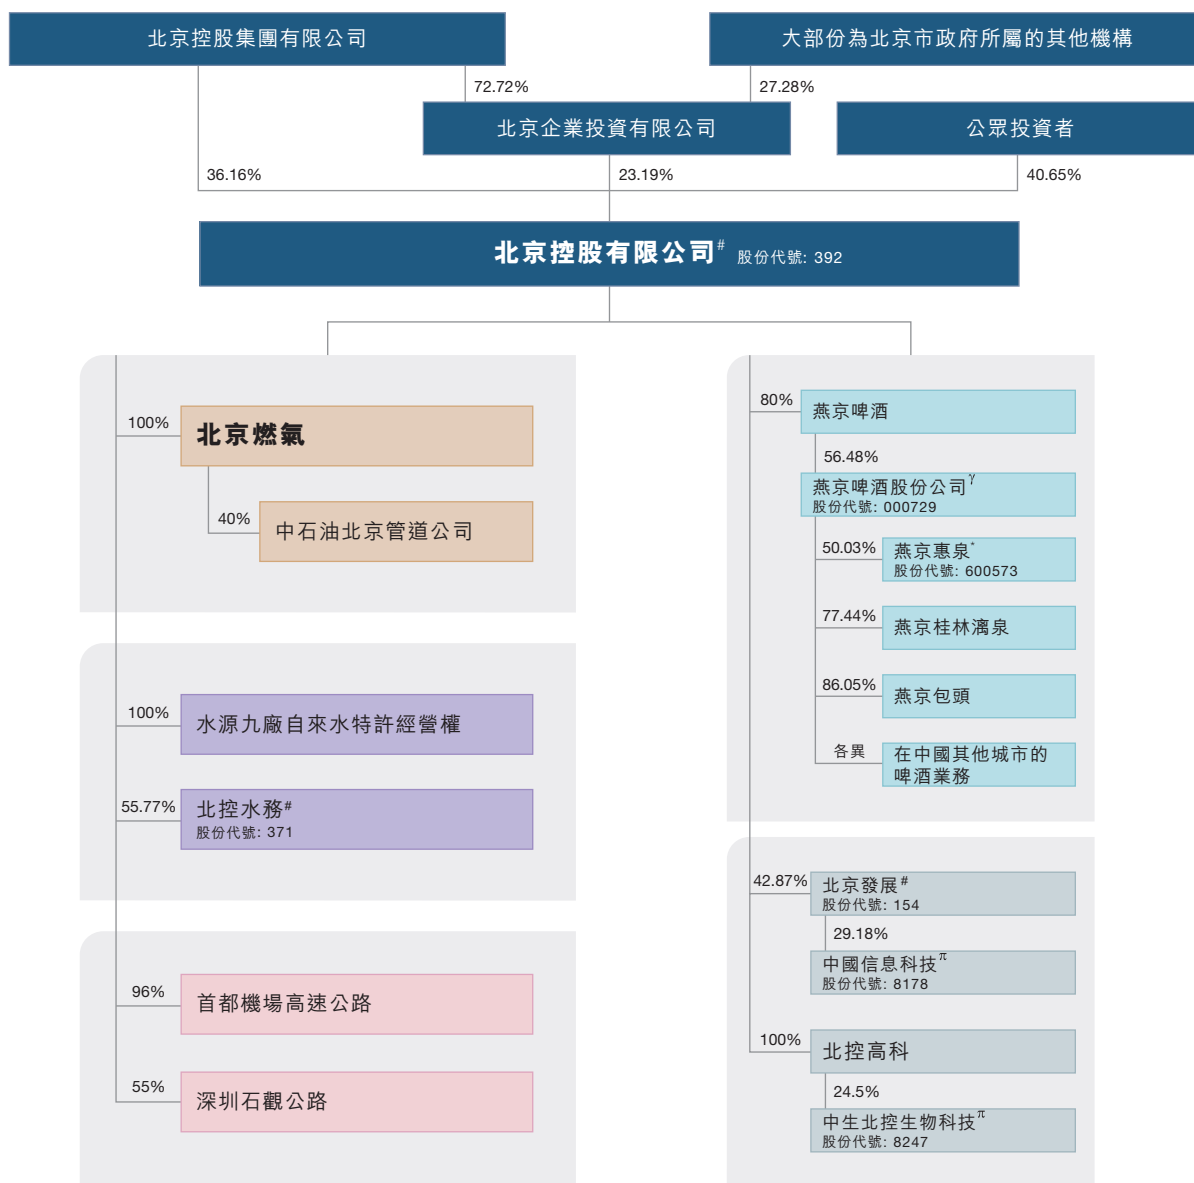 北京控股集團有限公司
大部份為北京市政府所屬的其他機構
72.72%
27.28%
北京企業投資有限公司
公眾投資者
36.16%
23.19%
40.65%
北京控股有限公司# 股份代號: 392
100%
北京燃氣
40%
中石油北京管道公司
100%
水源九廠自來水特許經營權
55.77%
北控水務#
股份代號: 371
96%
首都機場高速公路
55%
深圳石觀公路
80%
燕京啤酒
56.48%
燕京啤酒股份公司γ
股份代號: 000729
50.03%
燕京惠泉*
股份代號: 600573
77.44%
燕京桂林漓泉
86.05%
燕京包頭
各異
在中國其他城市的
啤酒業務
42.87%
北京發展#
股份代號: 154
29.18%
中國信息科技π
股份代號: 8178
100%
北控高科
24.5%
中生北控生物科技π
股份代號: 8247